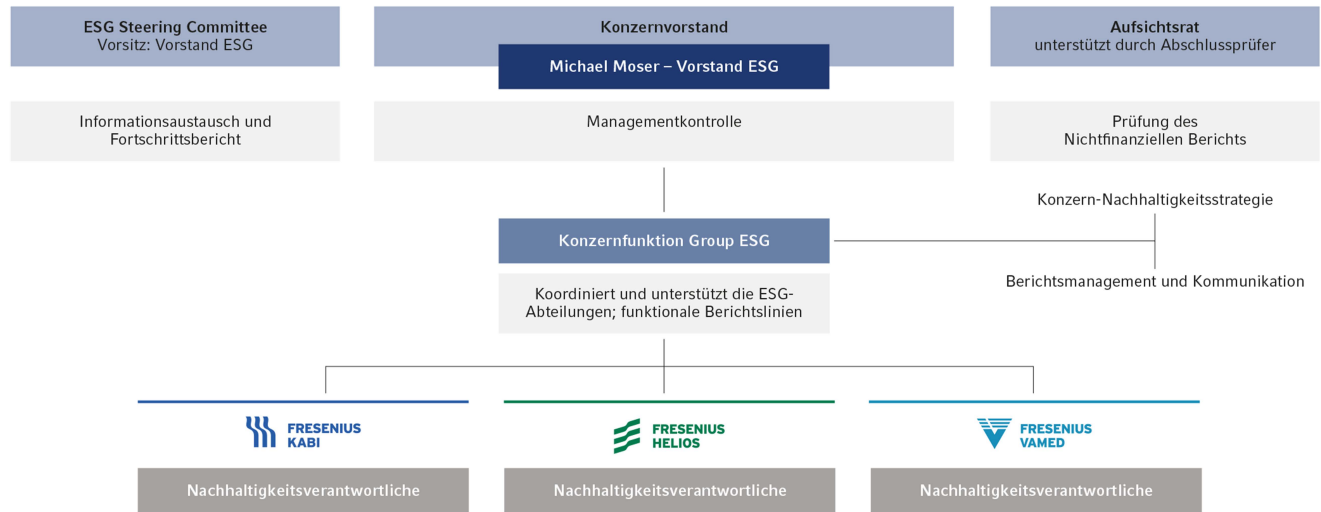 ESG Steering Committee
Vorsitz: Vorstand ESG
Konzernvorstand
Michael Moser – Vorstand ESG
Aufsichtsrat
unterstützt durch Abschlussprüfer
Informationsaustausch und
Fortschrittsbericht
Managementkontrolle
Prüfung des
Nichtfinanziellen Berichts
Konzern-Nachhaltigkeitsstrategie
Konzernfunktion Group ESG
Berichtsmanagement und Kommunikation
Koordiniert und unterstützt die ESG-
Abteilungen; funktionale Berichtslinien
FRESENIUS
KABI
FRESENIUS
HELIOS
FRESENIUS
VAMED
Nachhaltigkeitsverantwortliche
Nachhaltigkeitsverantwortliche
Nachhaltigkeitsverantwortliche